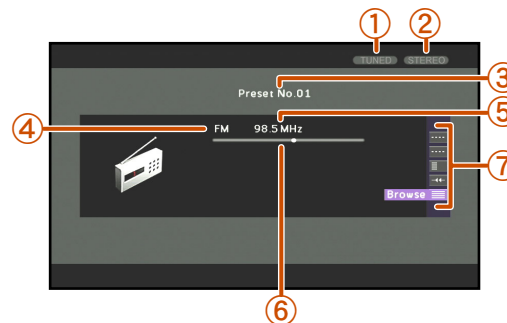 ① ②
TUNED STEREO
③
Preset No.01
⑤
④ FM 98.5 MHz
⑦
Browse
⑥